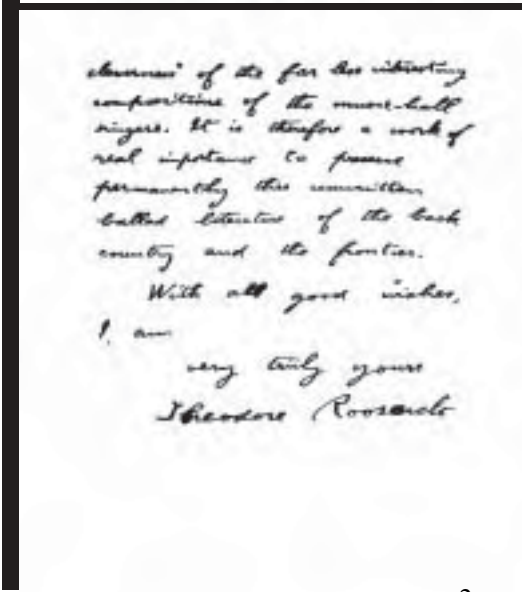 cleverness" of the far less interesting
compositions of the music-hall
singers. It is therefore a work of
real importance to preserve
permanently this unwritten
ballad literature of the back
country and the frontier.
With all good wishes,
I am
very truly yours
Theodore Roosevelt